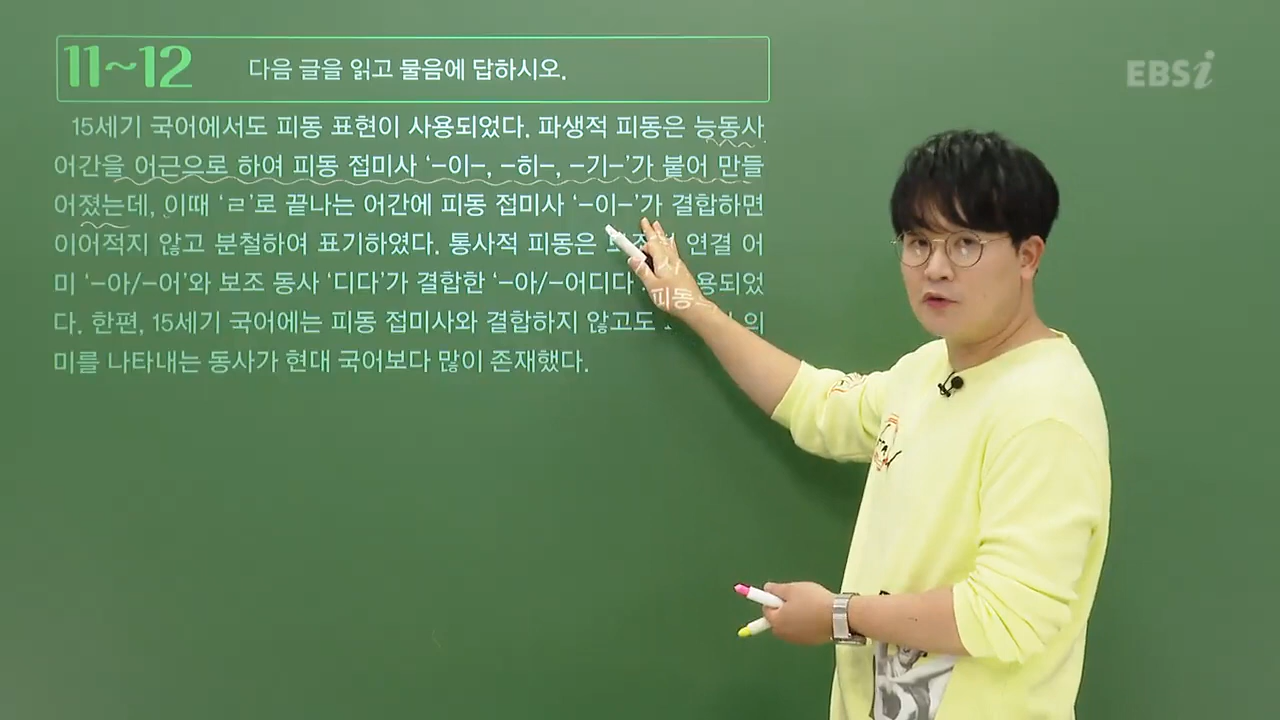 11~12
다음 글을 읽고 물음에 답하시오.
EBSi
15세기 국어에서도 피동 표현이 사용되었다. 파생적 피동은 능동사
어간을 어근으로 하여 피동 접미사 ‘-이-, -히-, -기-’가 붙어 만들
어졌는데, 이때 ‘ㄹ’로 끝나는 어간에 피동 접미사 ‘-이-’가 결합하면
이어적지 않고 분철하여 표기하였다. 통사적 피동은 연결 어
미 ‘-아/-어’와 보조 동사 ‘디다’가 결합한 ‘-아/-어디다 용되었
다. 한편, 15세기 국어에는 피동 접미사와 결합하지 않고도 의
미를 나타내는 동사가 현대 국어보다 많이 존재했다.